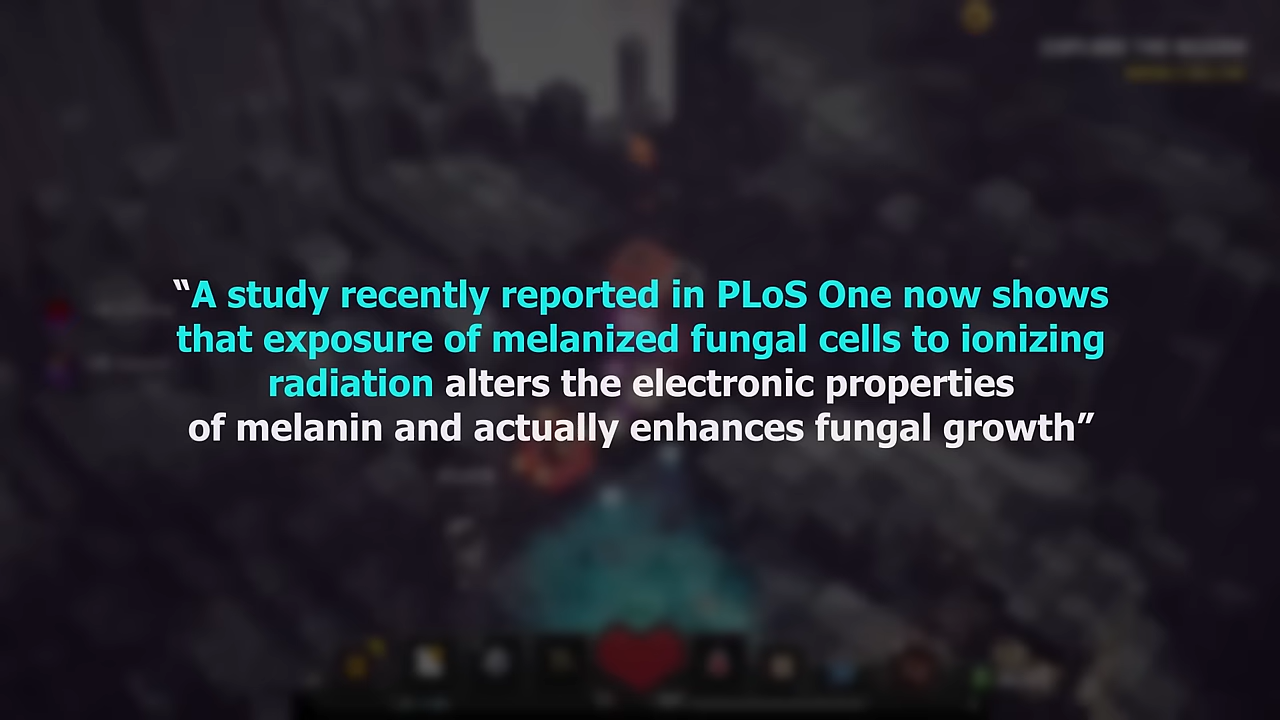 “A study recently reported in PLoS One now shows
that exposure of melanized fungal cells to ionizing
radiation alters the electronic properties
of melanin and actually enhances fungal growth”